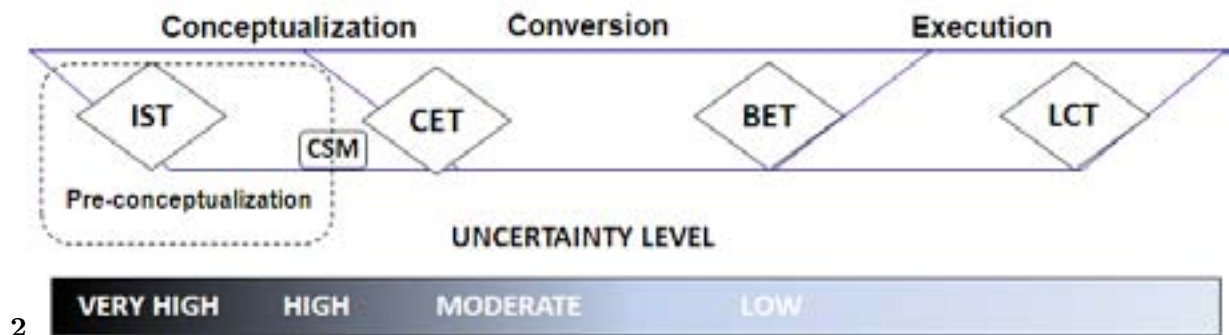 Conceptualization Conversion Execution
IST CET BET LCT
CSM
Pre-conceptualization
UNCERTAINTY LEVEL
VERY HIGH HIGH MODERATE LOW
2